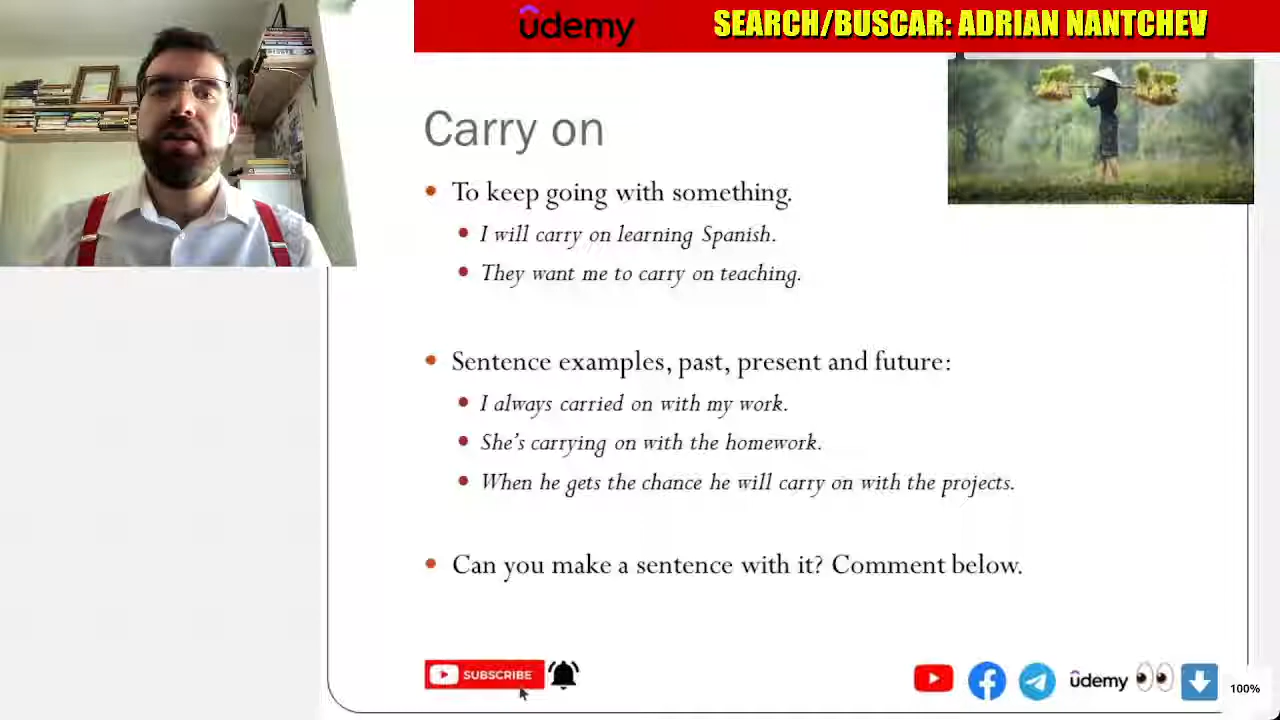 ûdemy
SEARCH/BUSCAR: ADRIAN NANTCHEV
Carry on
To keep going with something.
I will carry on learning Spanish.
They want me to carry on teaching.
Sentence examples, past, present and future:
I always carried on with my work.
She's carrying on with the homework.
When he gets the chance he will carry on with the projects.
Can you make a sentence with it? Comment below.
SUBSCRIBE
ûdemy
100%